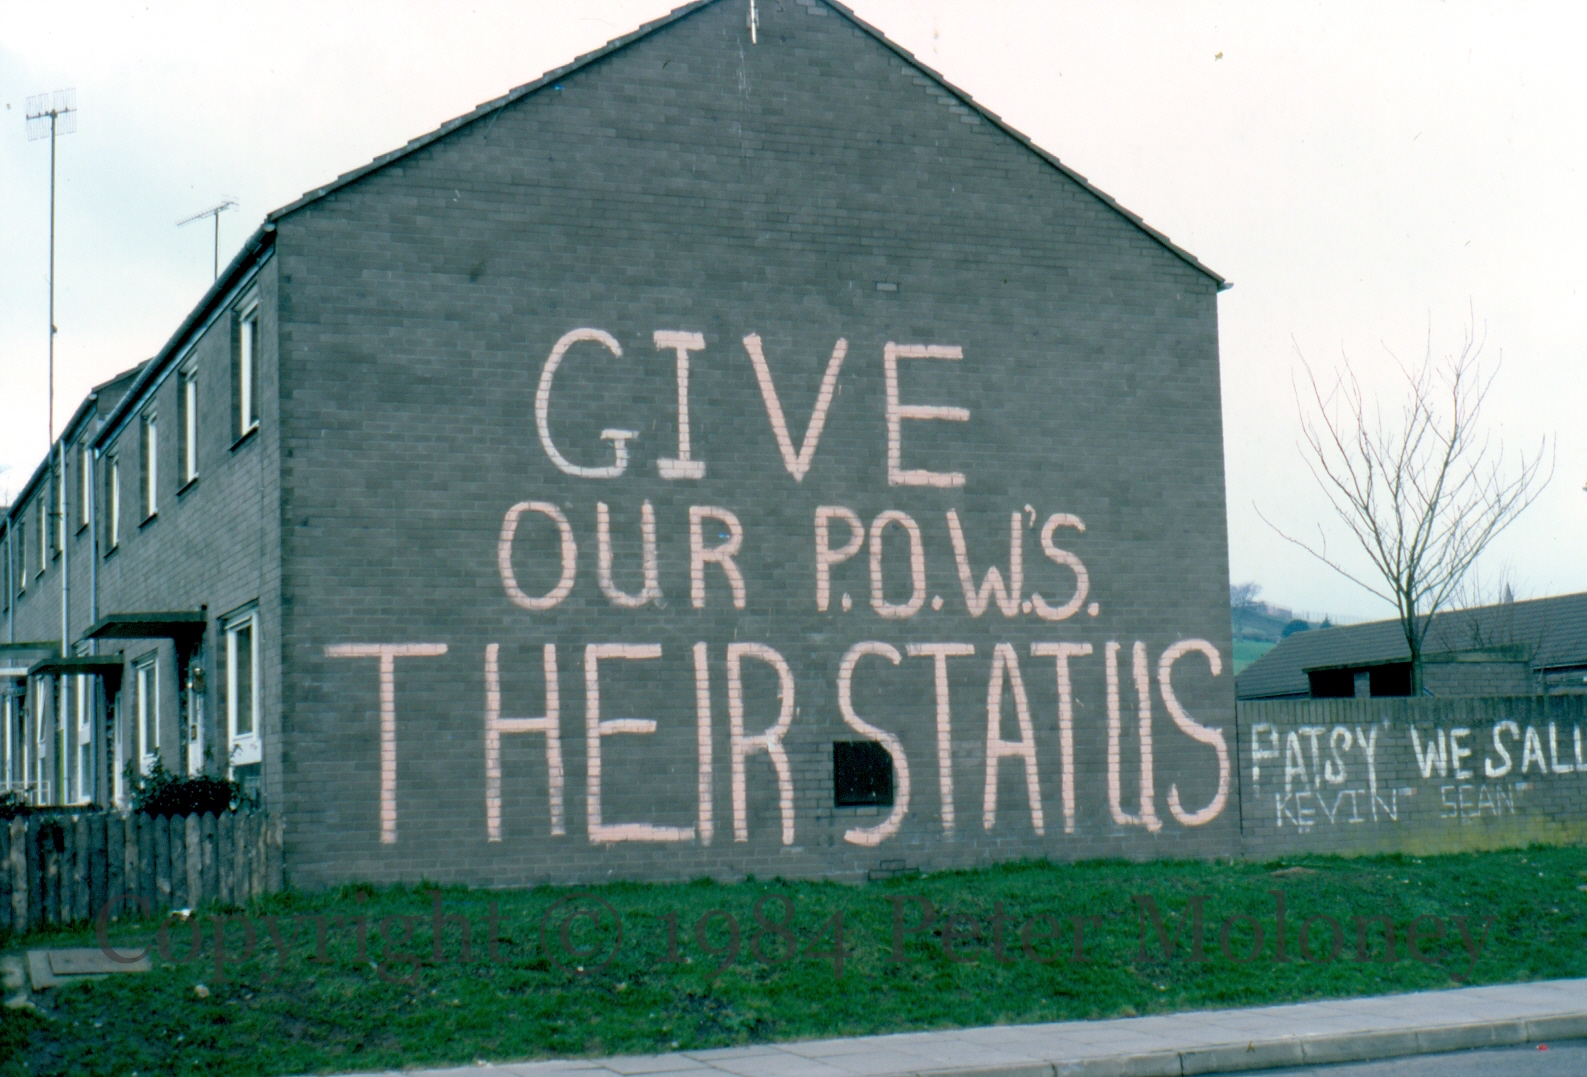 GIVE
OUR P.O.W.'S.
THEIR STATUS
PATSY WE SALU
KEVIN SEAN
Copyright © 1984 Peter Moloney